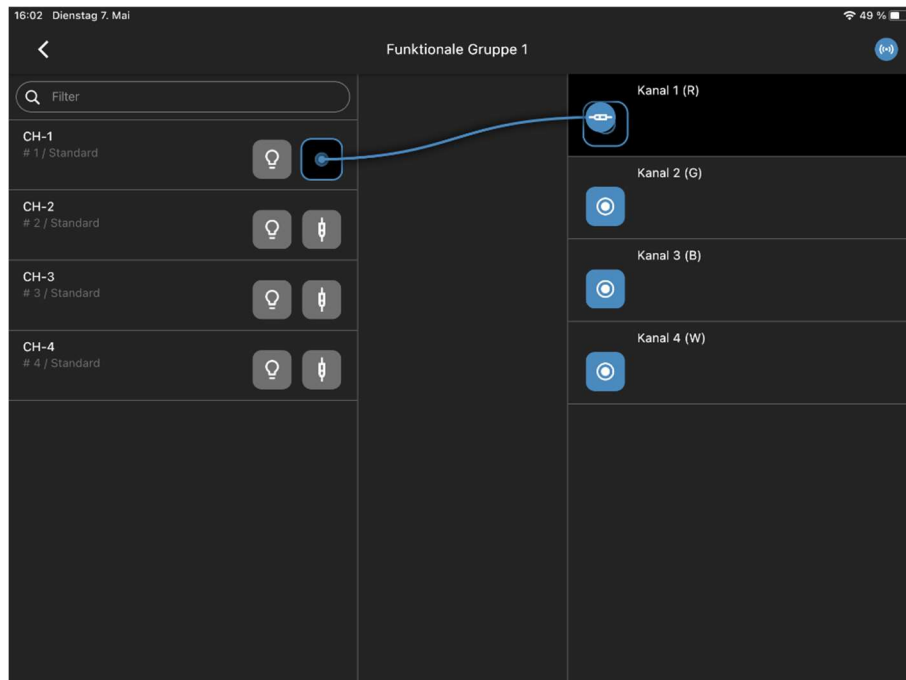 16:02 Dienstag 7. Mai
49 %
Funktionale Gruppe 1
Filter
CH-1
# 1 / Standard
CH-2
# 2 / Standard
CH-3
# 3 / Standard
CH-4
# 4 / Standard
Kanal 1 (R)
Kanal 2 (G)
Kanal 3 (B)
Kanal 4 (W)